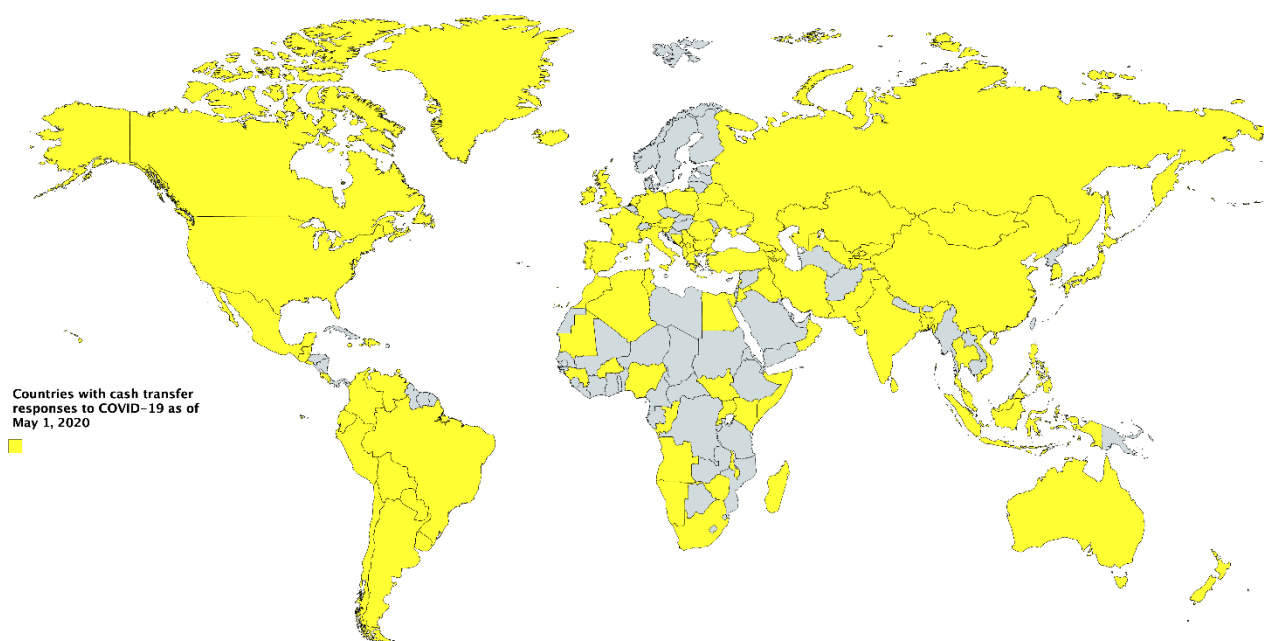 Countries with cash transfer
responses to COVID-19 as of
May 1, 2020